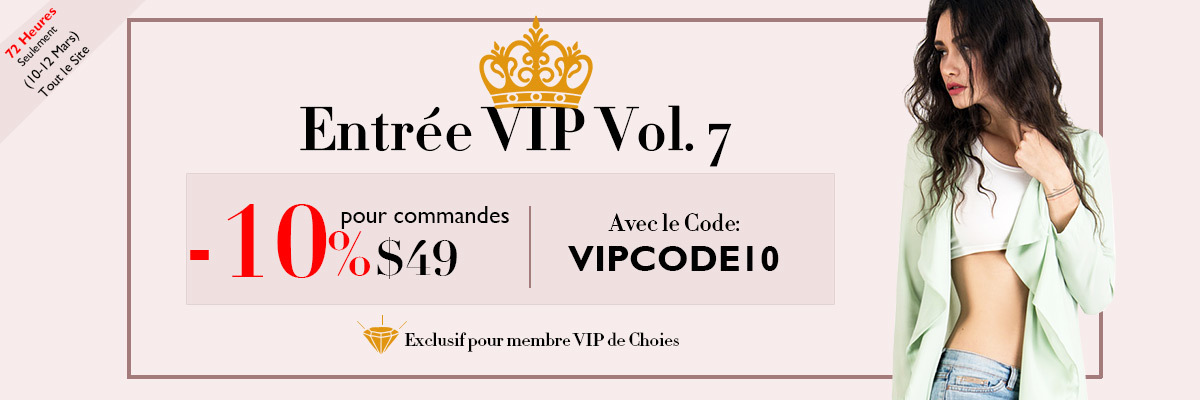 72 Heures
Seulement
(10-12 Mars)
Tout le Site
Entrée VIP Vol. 7
-10% pour commandes
$49
Avec le Code:
VIPCODE10
Exclusif pour membre VIP de Choies